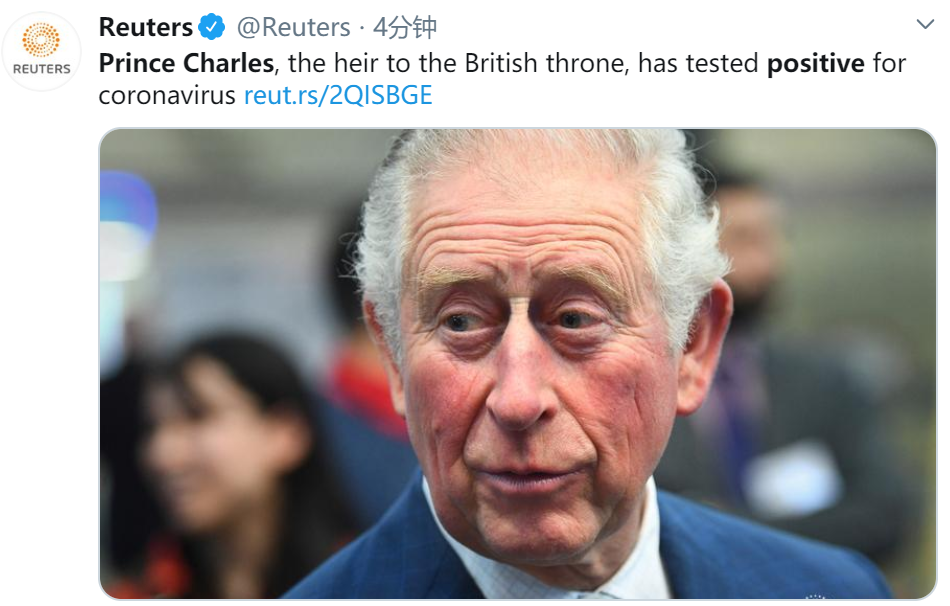 Reuters @Reuters · 4分钟
REUTERS
Prince Charles, the heir to the British throne, has tested positive for
coronavirus reut.rs/2QISBGE